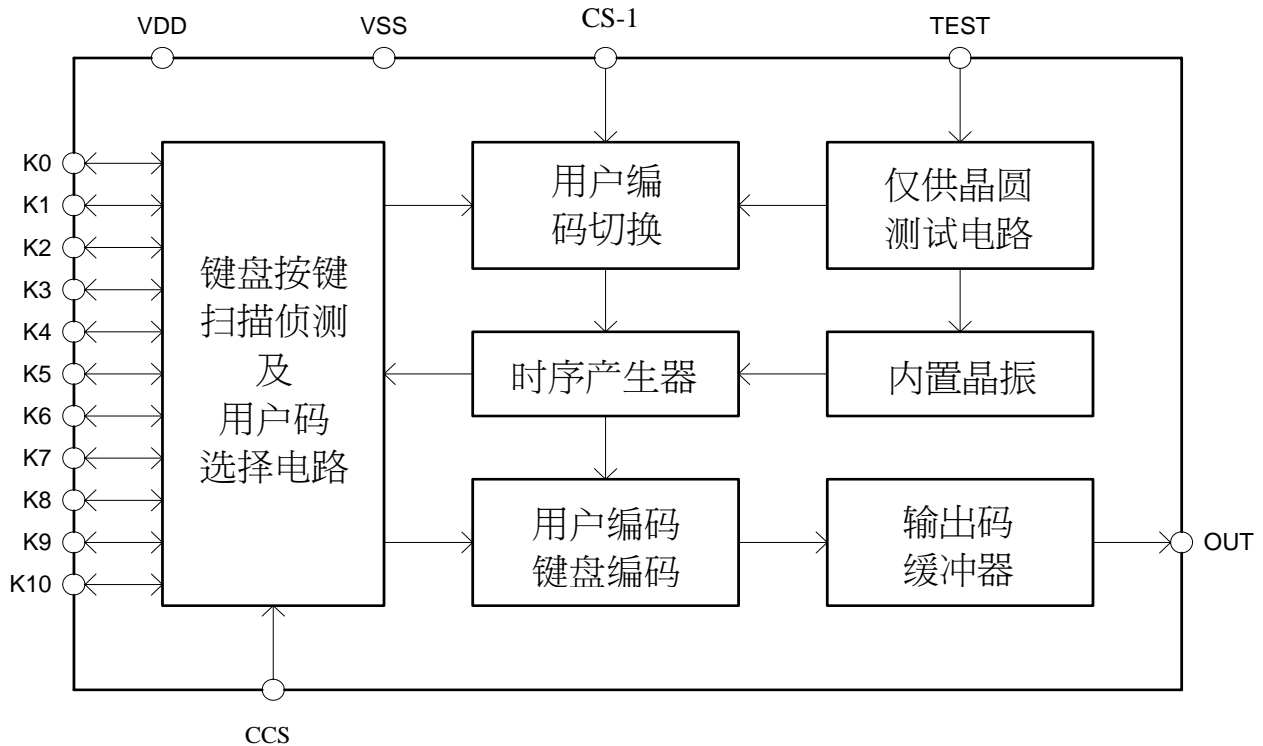 VDD
VSS
CS-1
TEST
K0
K1
K2
K3
K4
K5
K6
K7
K8
K9
K10
键盘按键
扫描侦测
及
用户码
选择电路
用户编
码切换
仅供晶圆
测试电路
时序产生器
内置晶振
用户编码
键盘编码
输出码
缓冲器
OUT
CCS